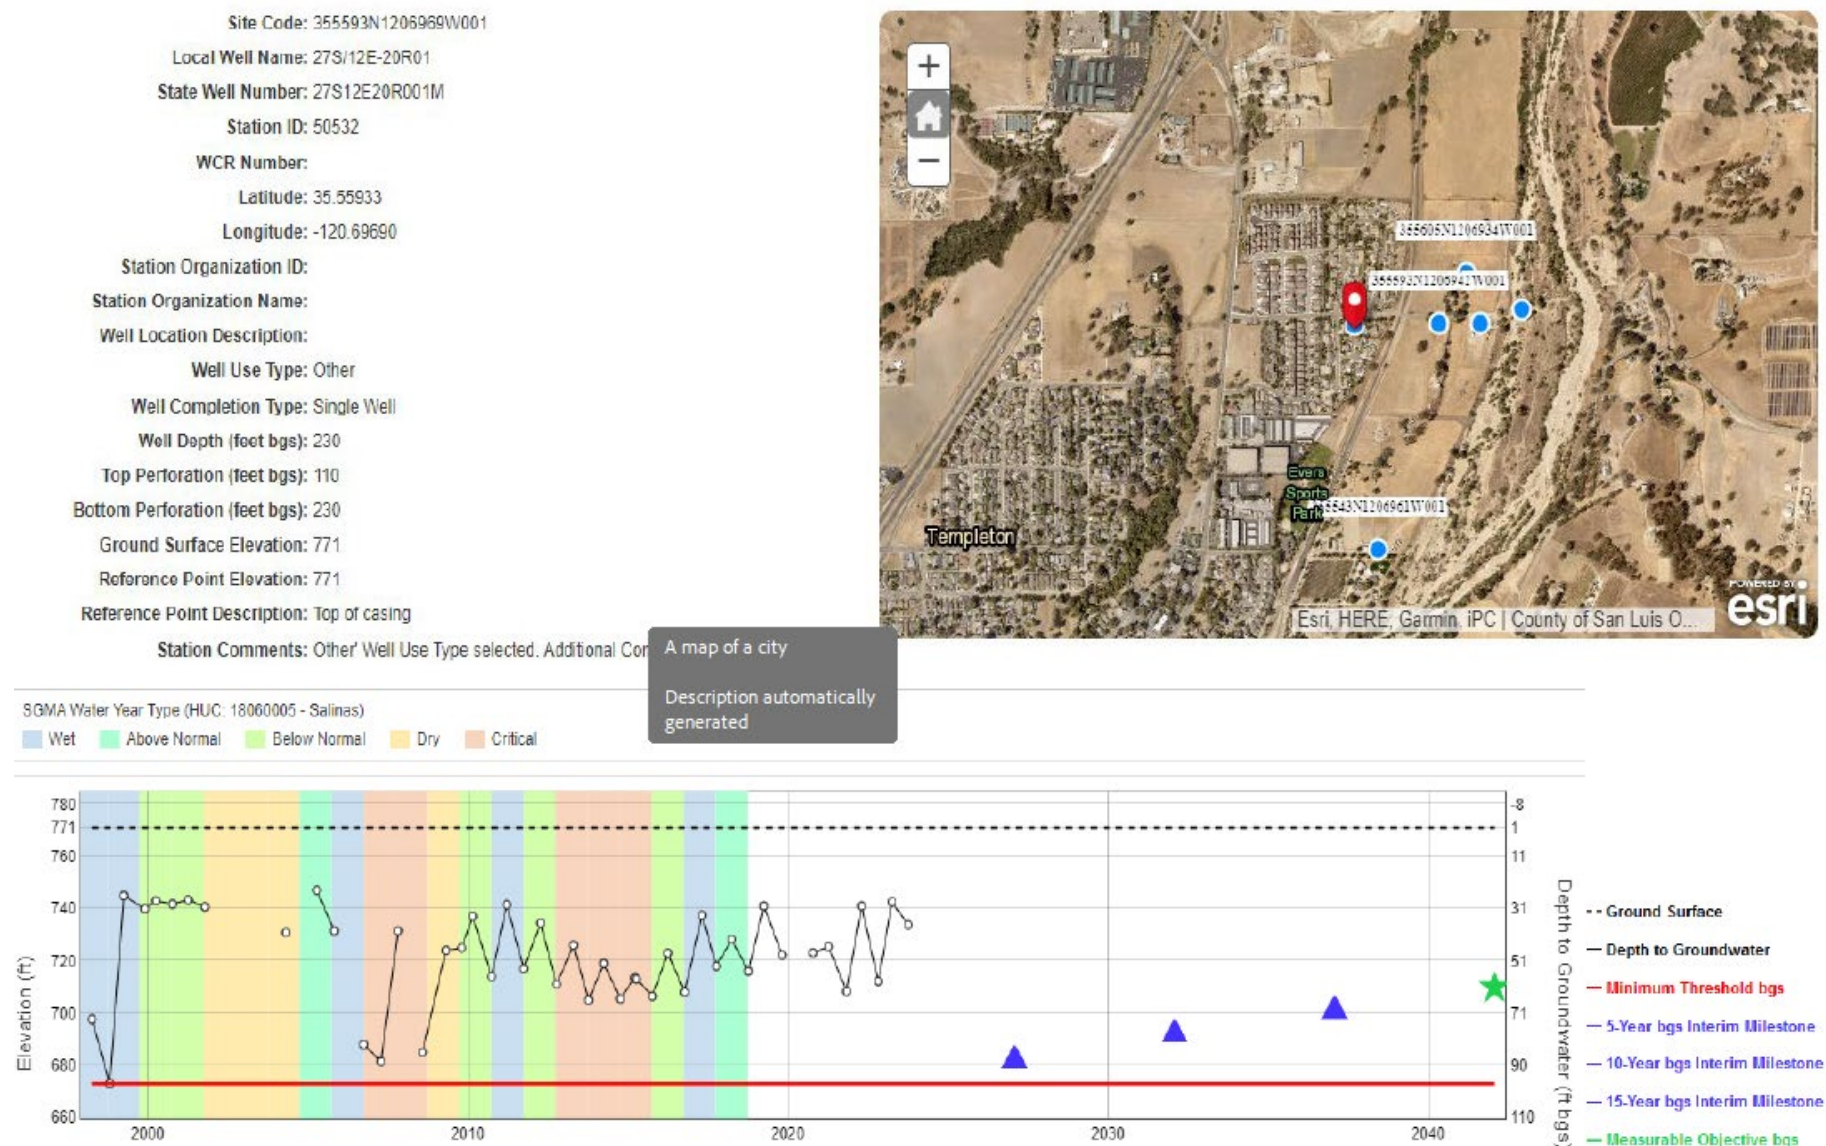 Site Code: 355593N1206969W001
Local Well Name: 27S/12E-20R01
State Well Number: 27S12E20R001M
Station ID: 50532
WCR Number:
Latitude: 35.55933
Longitude: -120.69690
Station Organization ID:
Station Organization Name:
Well Location Description:
Well Use Type: Other
Well Completion Type: Single Well
Well Depth (feet bgs): 230
Top Perforation (feet bgs): 110
Bottom Perforation (feet bgs): 230
Ground Surface Elevation: 771
Reference Point Elevation: 771
Reference Point Description: Top of casing
Station Comments: Other' Well Use Type selected. Additional Cor
A map of a city
Description automatically
generated
+
−
355605N1206934W001
355593N1206941W001
Evers
Sports
Park
5543N1206961W001
Templeton
POWERED BY
esri
Esri, HERE, Garmin, iPC | County of San Luis O...
SGMA Water Year Type (HUC: 18060005 - Salinas)
Wet Above Normal Below Normal Dry Critical
Elevation (ft)
780
771
760
740
720
700
680
660
2000 2010 2020 2030 2040
-8
1
11
31
51
71
90
110
Depth to Groundwater (ft bgs)
Ground Surface
Depth to Groundwater
Minimum Threshold bgs
5-Year bgs Interim Milestone
10-Year bgs Interim Milestone
15-Year bgs Interim Milestone
Measurable Objective bgs